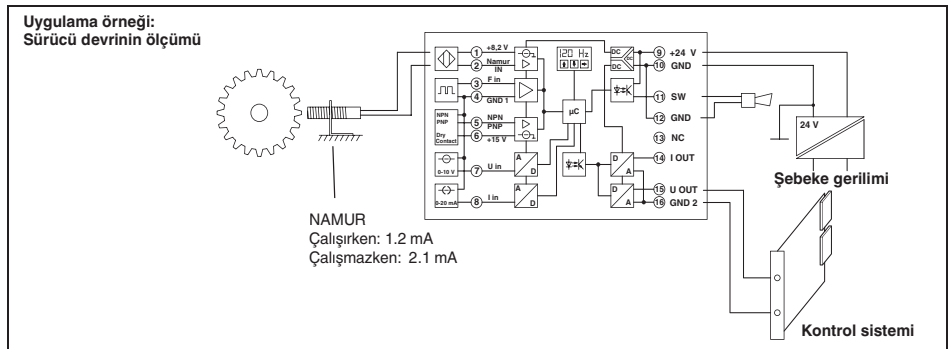 Uygulama örneği:
Sürücü devrinin ölçümü
1 +8,2 V
2 Namur
IN
3 F in
4 GND 1
NPN
PNP
Dry
Contact
5 NPN
PNP
6 +15 V
0-10 V
7 U in
0-20 mA
8 I in
A
D
A
D
120 Hz
µC
DC
DC
DC
D
A
D
A
9 +24 V
10 GND
11 SW
12 GND
13 NC
14 I OUT
15 U OUT
16 GND 2
24 V
Şebeke gerilimi
NAMUR
Çalışırken: 1.2 mA
Çalışmazken: 2.1 mA
Kontrol sistemi